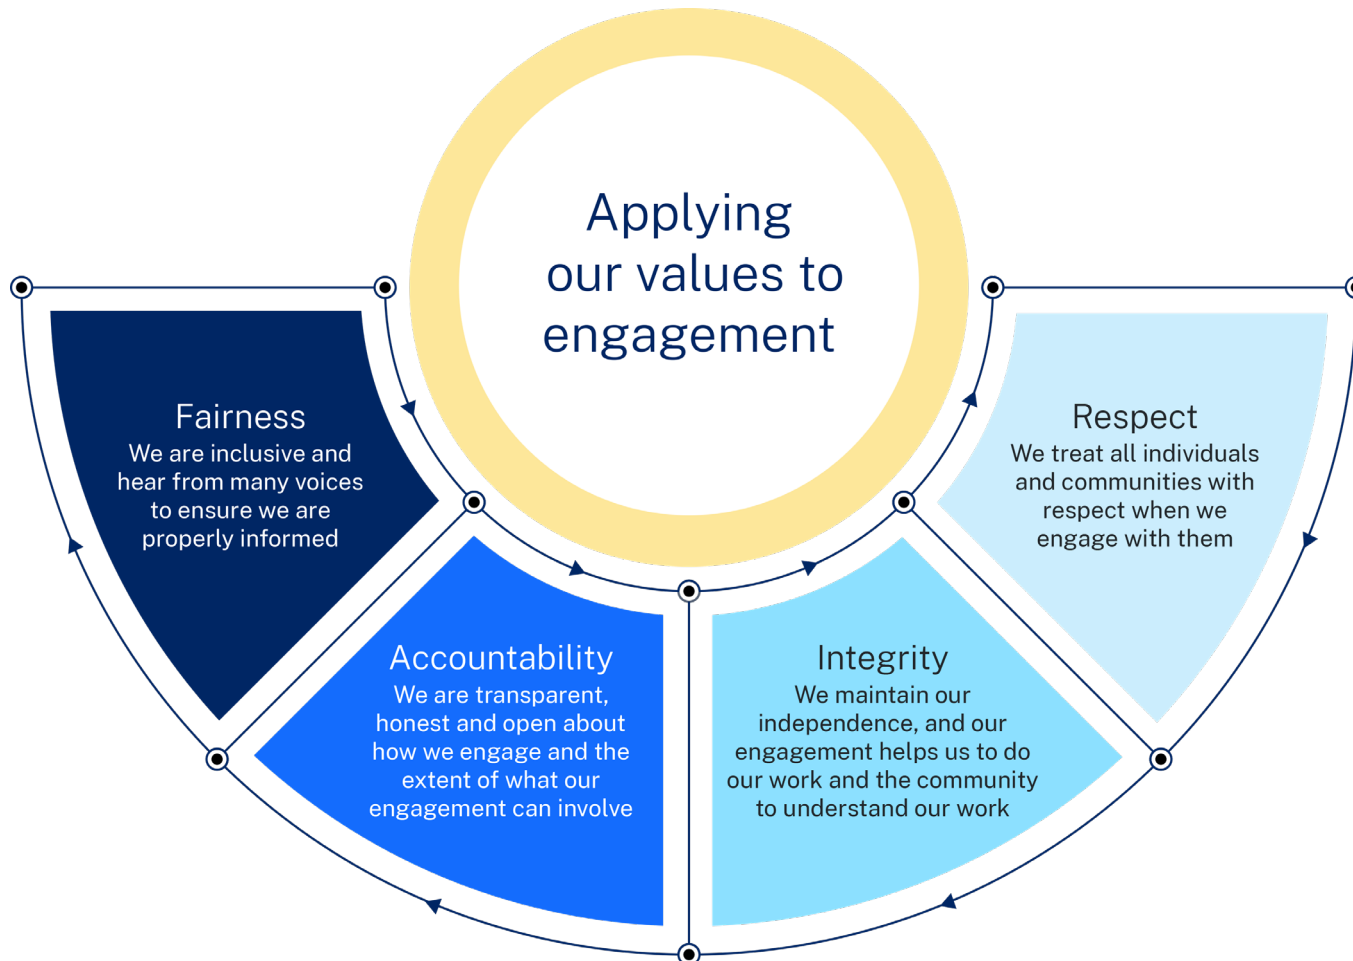 Applying
our values to
engagement
Fairness
We are inclusive and
hear from many voices
to ensure we are
properly informed
Accountability
We are transparent,
honest and open about
how we engage and the
extent of what our
engagement can involve
Integrity
We maintain our
independence, and our
engagement helps us to do
our work and the community
to understand our work
Respect
We treat all individuals
and communities with
respect when we
engage with them